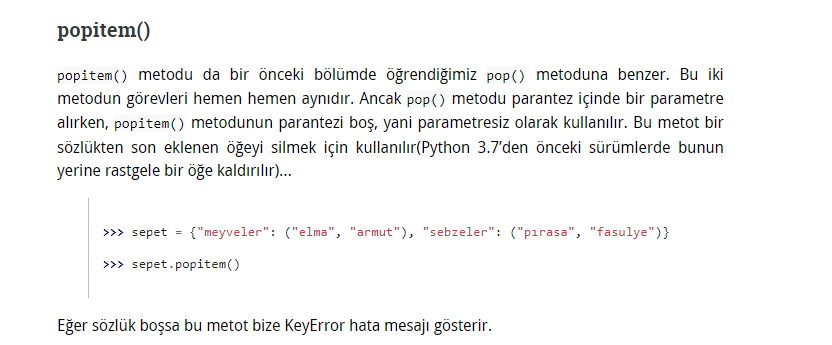 popitem()
popitem() metodu da bir önceki bölümde öğrendiğimiz pop() metoduna benzer. Bu iki
metodun görevleri hemen hemen aynıdır. Ancak pop() metodu parantez içinde bir parametre
alırken, popitem() metodunun parantezi boş, yani parametresiz olarak kullanılır. Bu metot bir
sözlükten son eklenen öğeyi silmek için kullanılır(Python 3.7’den önceki sürümlerde bunun
yerine rastgele bir öğe kaldırılır)...
>>> sepet = {"meyveler": ("elma", "armut"), "sebzeler": ("pırasa", "fasulye")}
>>> sepet.popitem()
Eğer sözlük boşsa bu metot bize KeyError hata mesajı gösterir.